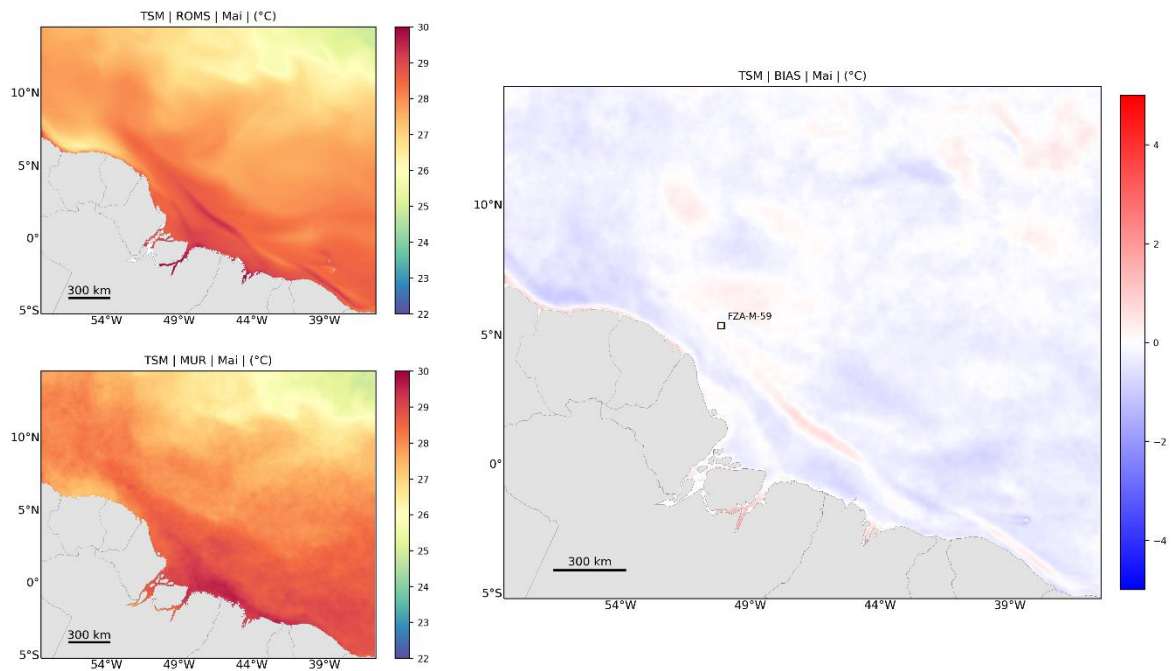 TSM | ROMS | Mai | (°C)
30
29
28
27
26
25
24
23
22
10°N
5°N
0°
5°S
300 km
54°W 49°W 44°W 39°W
TSM | MUR | Mai | (°C)
30
29
28
27
26
25
24
23
22
10°N
5°N
0°
5°S
300 km
54°W 49°W 44°W 39°W
TSM | BIAS | Mai | (°C)
10°N
5°N
0°
5°S
FZA-M-59
300 km
54°W 49°W 44°W 39°W
4
2
0
−2
−4